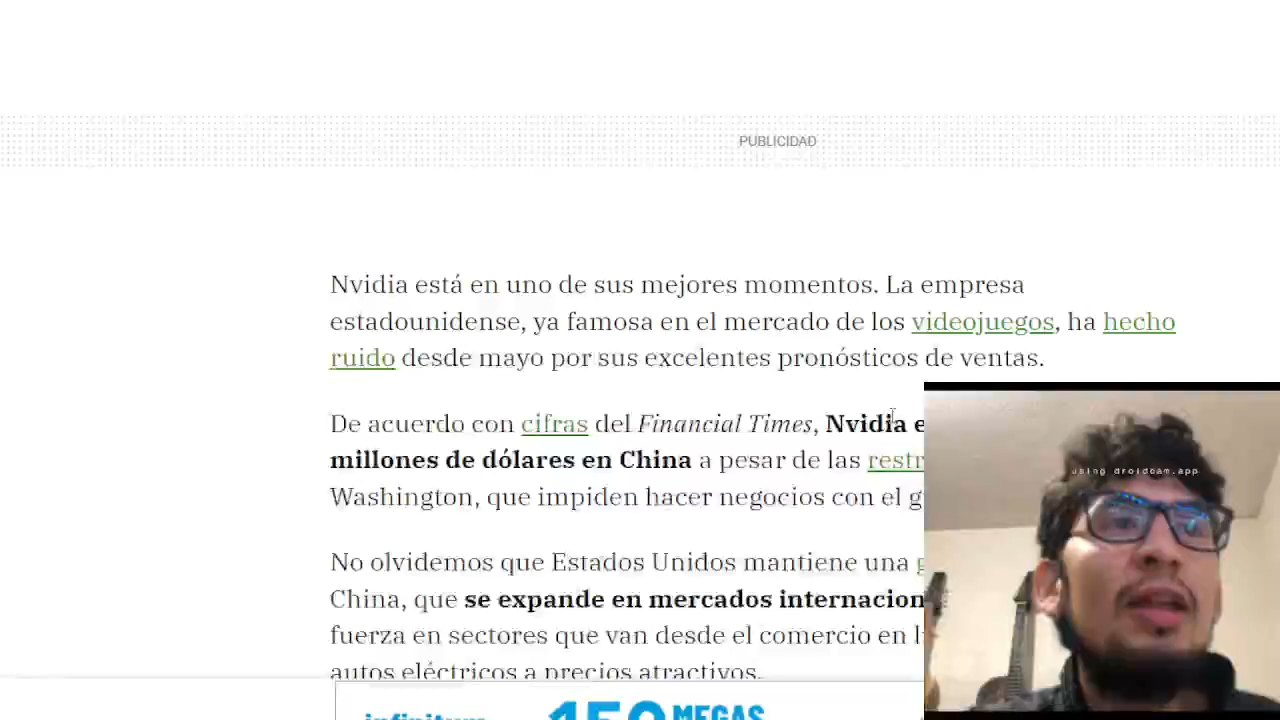 PUBLICIDAD
Nvidia está en uno de sus mejores momentos. La empresa
estadounidense, ya famosa en el mercado de los videojuegos, ha hecho
ruido desde mayo por sus excelentes pronósticos de ventas.
De acuerdo con cifras del Financial Times, Nvidia
millones de dólares en China a pesar de las
Washington, que impiden hacer negocios con el
using droidcam.app
No olvidemos que Estados Unidos mantiene una
China, que se expande en mercados
fuerza en sectores que van desde el comercio en
autos eléctricos a precios atractivos.
infinitum 150 MEGAS